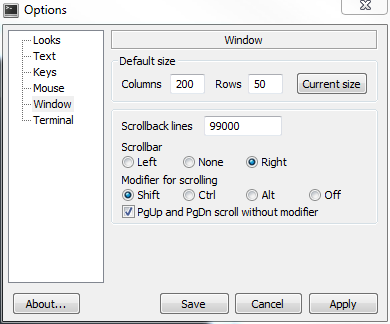 Options
Looks
Text
Keys
Mouse
Window
Terminal
Window
Default size
Columns 200 Rows 50 Current size
Scrollback lines 99000
Scrollbar
Left None Right
Modifier for scrolling
Shift Ctrl Alt Off
PgUp and PgDn scroll without modifier
About... Save Cancel Apply